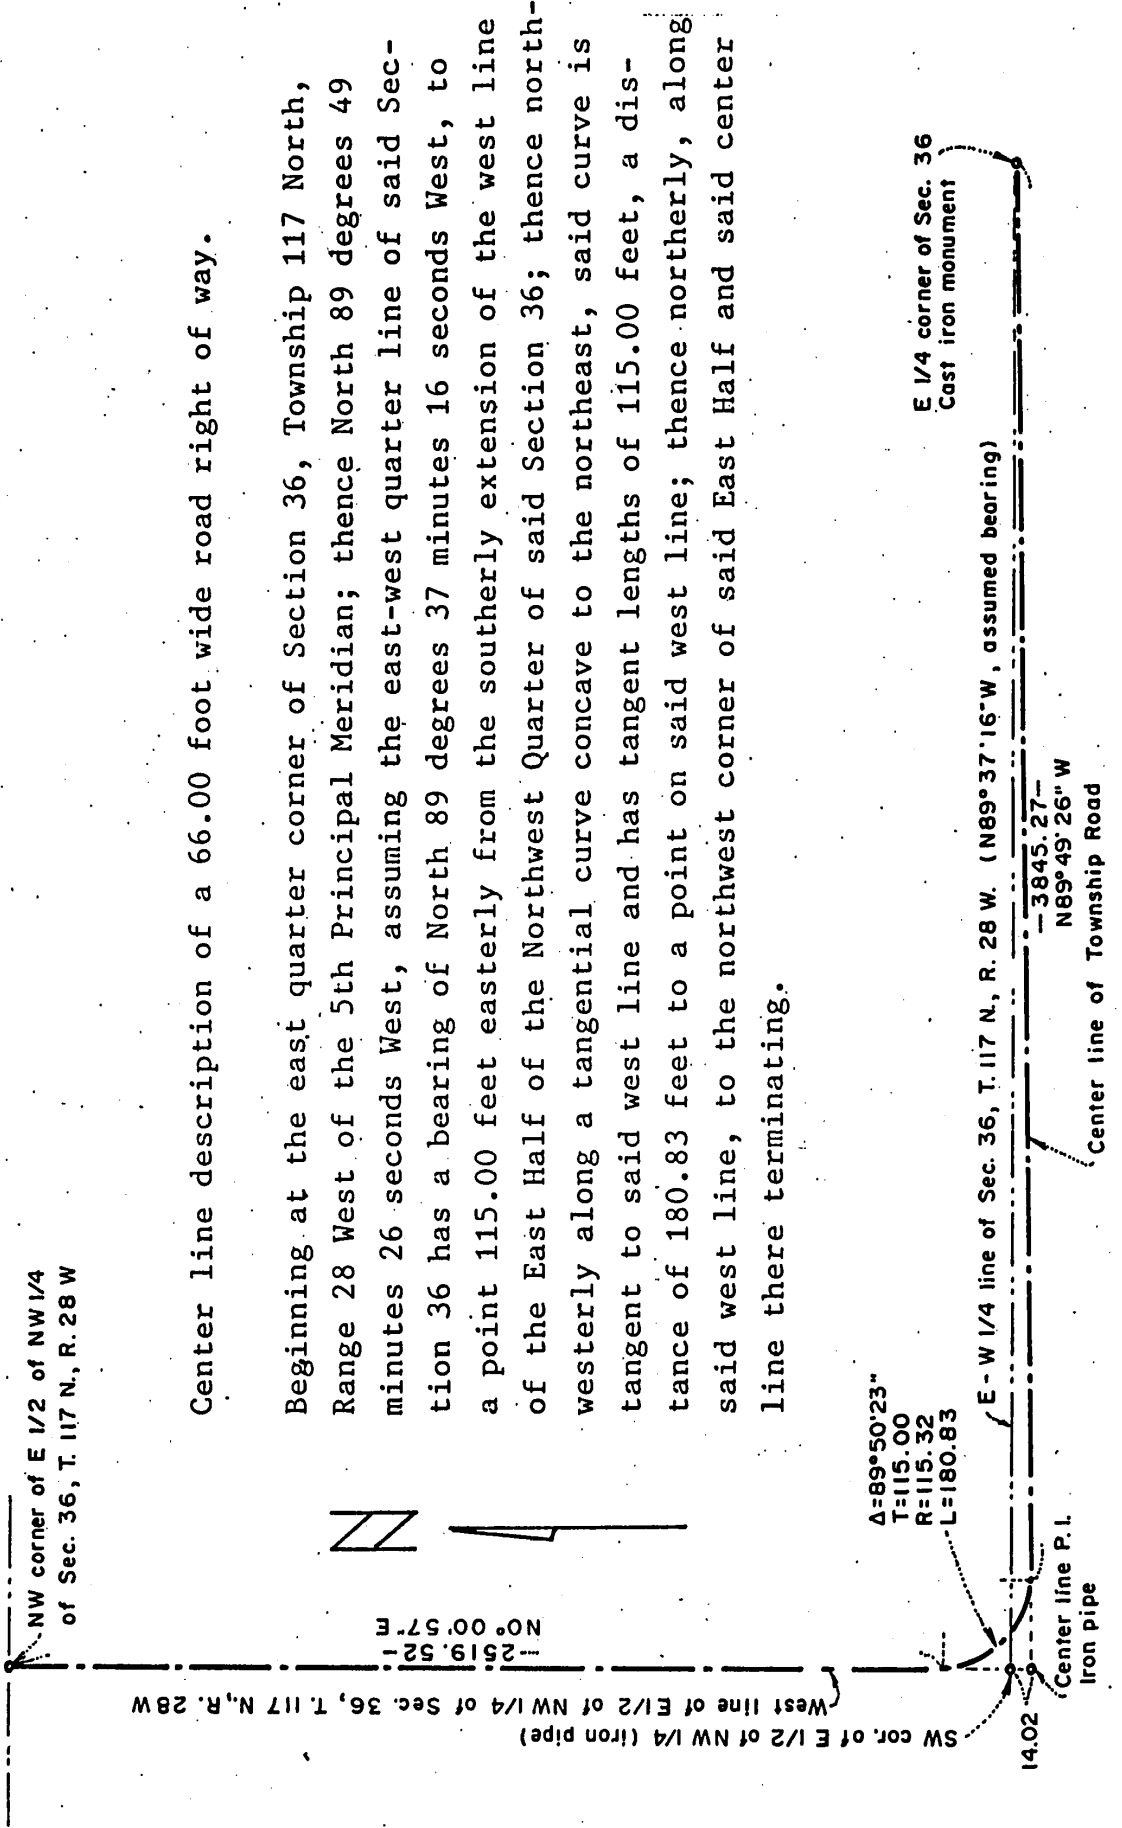 NW corner of E 1/2 of NW 1/4
of Sec. 36, T. 117 N., R. 28 W
Center line description of a 66.00 foot wide road right of way.
Beginning at the east quarter corner of Section 36, Township 117 North,
Range 28 West of the 5th Principal Meridian; thence North 89 degrees 49
minutes 26 seconds West, assuming the east-west quarter line of said Sec-
tion 36 has a bearing of North 89 degrees 37 minutes 16 seconds West, to
a point 115.00 feet easterly from the southerly extension of the west line
of the East Half of the Northwest Quarter of said Section 36; thence north-
westerly along a tangential curve concave to the northeast, said curve is
tangent to said west line and has tangent lengths of 115.00 feet, a dis-
tance of 180.83 feet to a point on said west line; thence northerly, along
said west line, to the northwest corner of said East Half and said center
line there terminating.
N
-2519.52-
N0°00'57"E
West line of E1/2 of NW 1/4 of Sec. 36, T. 117 N., R. 28W
SW cor. of E 1/2 of NW 1/4 (iron pipe)
Δ=89°50'23"
T=115.00
R=115.32
L=180.83
E-W 1/4 line of Sec. 36, T. 117 N., R. 28 W. (N89°37'16"W, assumed bearing)
E 1/4 corner of Sec. 36
Cast iron monument
14.02
Center line P.I.
Iron pipe
-3845.27-
N89°49'26"W
Center line of Township Road